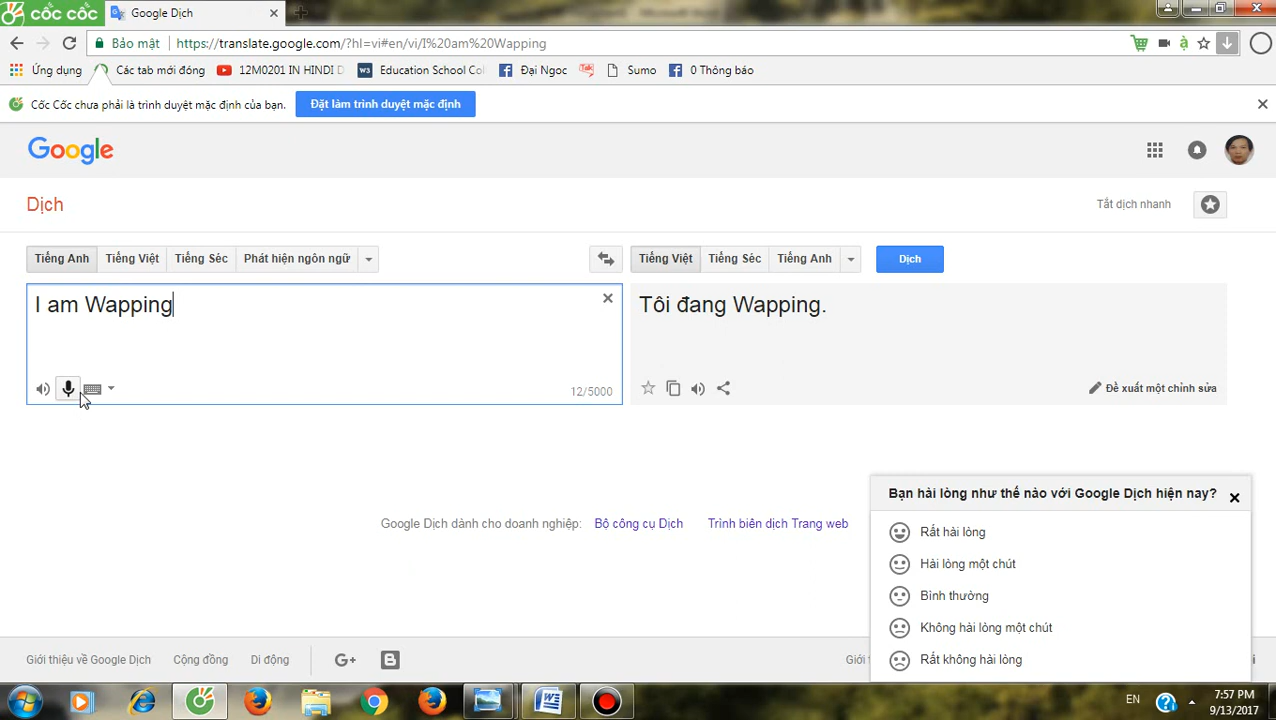 cốc cốc
Google Dịch
Bảo mật
https://translate.google.com/?hl=vi#en/vi/I%20am%20Wapping
Ứng dụng
Các tab mới đóng
12M0201 IN HINDI D
W3
Education School Co
Đại Ngọc
Sumo
0 Thông báo
Cốc Cốc chưa phải là trình duyệt mặc định của bạn.
Đặt làm trình duyệt mặc định
Google
Dịch
Tắt dịch nhanh
Tiếng Anh
Tiếng Việt
Tiếng Séc
Phát hiện ngôn ngữ
Tiếng Việt
Tiếng Séc
Tiếng Anh
Dịch
I am Wapping
12/5000
Tôi đang Wapping.
Đề xuất một chỉnh sửa
Google Dịch dành cho doanh nghiệp:
Bộ công cụ Dịch
Trình biên dịch Trang web
Bạn hài lòng như thế nào với Google Dịch hiện nay?
Rất hài lòng
Hài lòng một chút
Bình thường
Không hài lòng một chút
Rất không hài lòng
Giới thiệu về Google Dịch
Cộng đồng
Di động
G+
Giới
EN
7:57 PM
9/13/2017